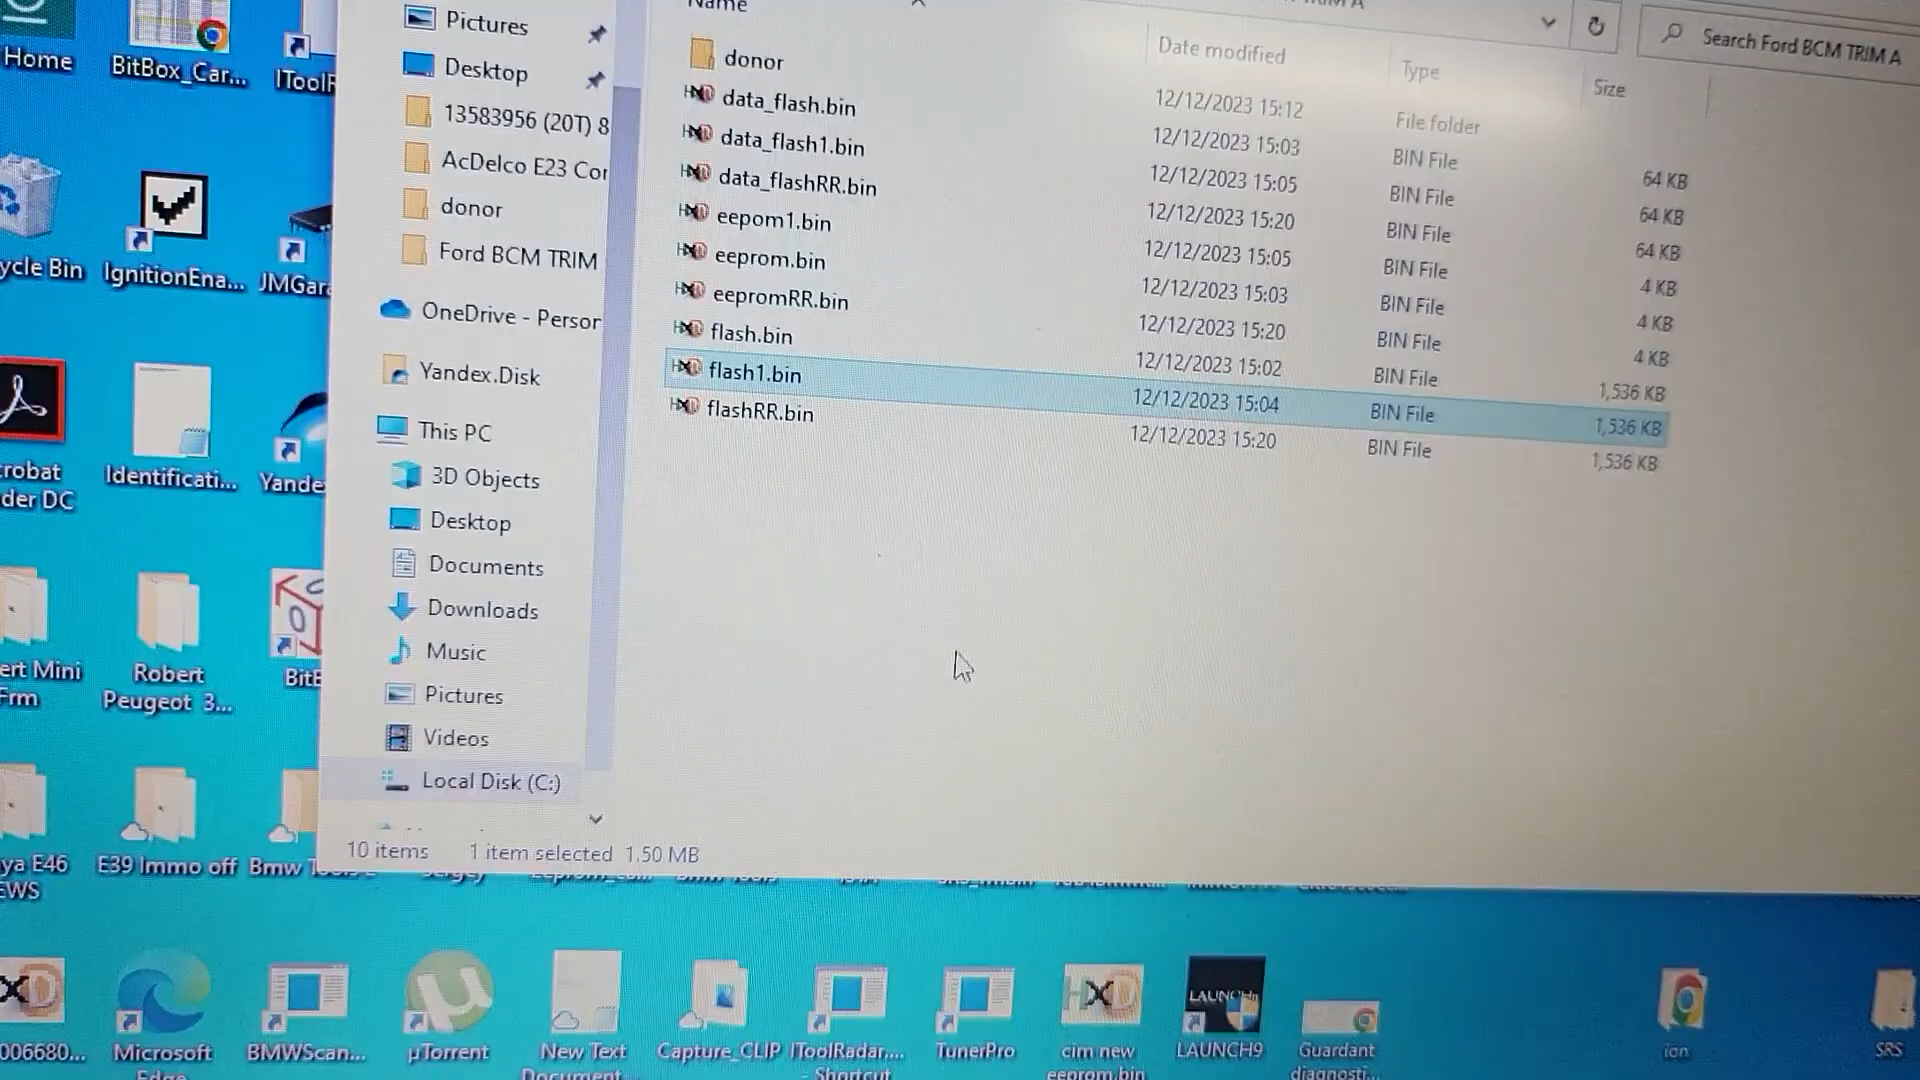 Name
Date modified
Type
Size
Search Ford BCM TRIM A
donor
12/12/2023 15:12
File folder
data_flash.bin
12/12/2023 15:03
BIN File
64 KB
data_flash1.bin
12/12/2023 15:05
BIN File
64 KB
data_flashRR.bin
12/12/2023 15:20
BIN File
64 KB
eepom1.bin
12/12/2023 15:05
BIN File
4 KB
eeprom.bin
12/12/2023 15:03
BIN File
4 KB
eepromRR.bin
12/12/2023 15:20
BIN File
4 KB
flash.bin
12/12/2023 15:02
BIN File
1,536 KB
flash1.bin
12/12/2023 15:04
BIN File
1,536 KB
flashRR.bin
12/12/2023 15:20
BIN File
1,536 KB
Pictures
Desktop
13583956 (20T) 8
AcDelco E23 Cor
donor
Ford BCM TRIM
OneDrive - Person
Yandex.Disk
This PC
3D Objects
Desktop
Documents
Downloads
Music
Pictures
Videos
Local Disk (C:)
10 items
1 item selected 1.50 MB
Home
BitBox_Car...
ycle Bin
IgnitionEna...
JMGara
crobat
der DC
Identificati...
Yande
ert Mini
Frm
Robert
Peugeot 3...
BitB
ya E46
EWS
E39 Immo off
Bmw
006680...
Microsoft
Edge
BMWScan...
µTorrent
New Text
Document...
Capture_CLIP
IToolRadar,...
- Shortcut
TunerPro
cim new
eeprom.bin
LAUNCH9
Guardant
diagnosti...
ion
SRS